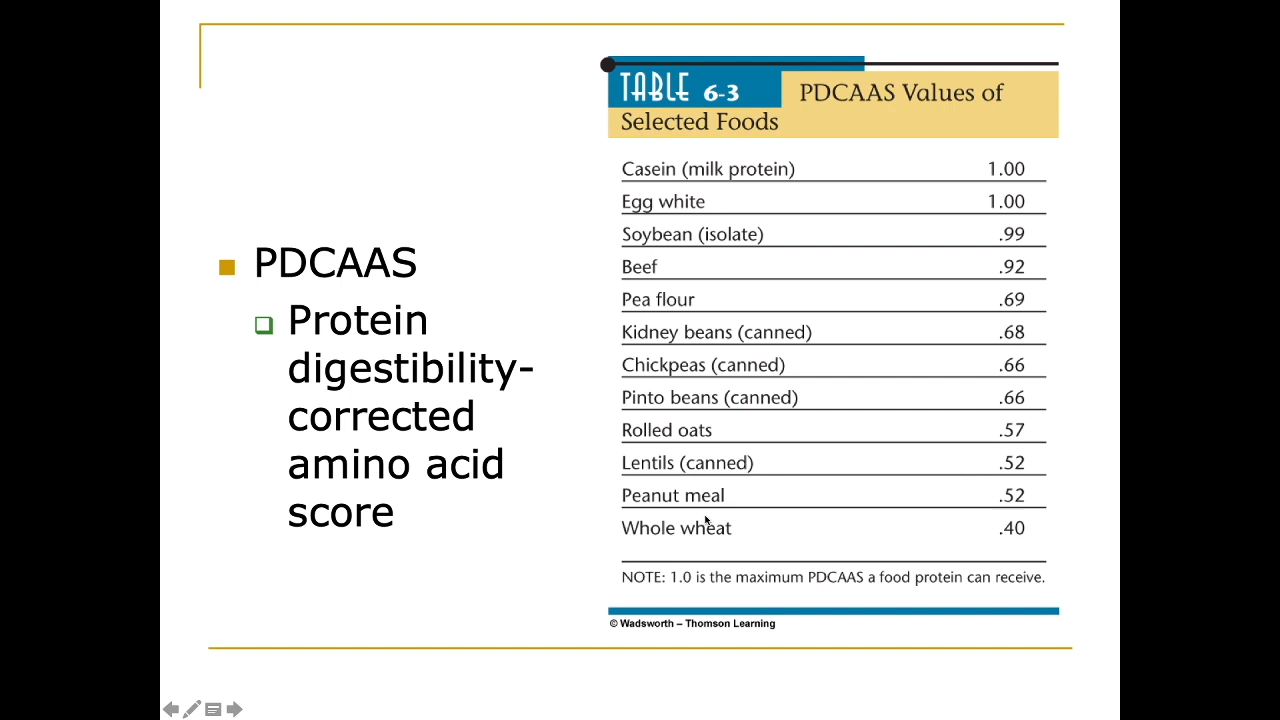 PDCAAS
Protein
digestibility-
corrected
amino acid
score
TABLE 6-3 PDCAAS Values of
Selected Foods
Casein (milk protein) 1.00
Egg white 1.00
Soybean (isolate) .99
Beef .92
Pea flour .69
Kidney beans (canned) .68
Chickpeas (canned) .66
Pinto beans (canned) .66
Rolled oats .57
Lentils (canned) .52
Peanut meal .52
Whole wheat .40
NOTE: 1.0 is the maximum PDCAAS a food protein can receive.
© Wadsworth – Thomson Learning